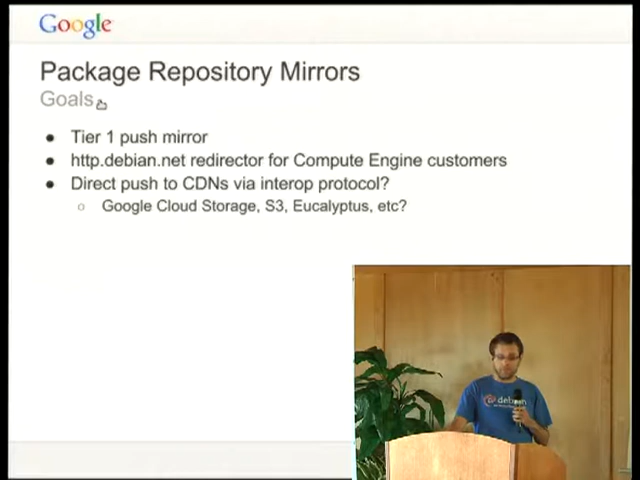 Google
Package Repository Mirrors
Goals
● Tier 1 push mirror
● http.debian.net redirector for Compute Engine customers
● Direct push to CDNs via interop protocol?
○ Google Cloud Storage, S3, Eucalyptus, etc?